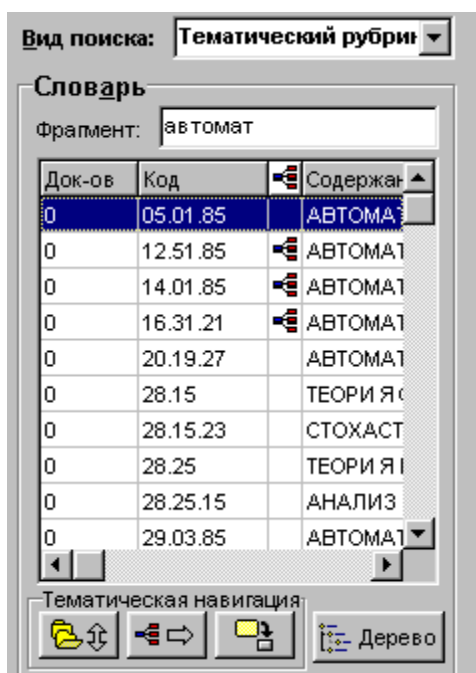 Вид поиска: Тематический рубри
Словарь
Фрагмент: автомат
Док-ов Код Содержан
0 05.01.85 АВТОМАТ
0 12.51.85 АВТОМАТ
0 14.01.85 АВТОМАТ
0 16.31.21 АВТОМАТ
0 20.19.27 АВТОМАТ
0 28.15 ТЕОРИ Я
0 28.15.23 СТОХАСТ
0 28.25 ТЕОРИ Я
0 28.25.15 АНАЛИЗ
0 29.03.85 АВТОМАТ
Тематическая навигация
Дерево